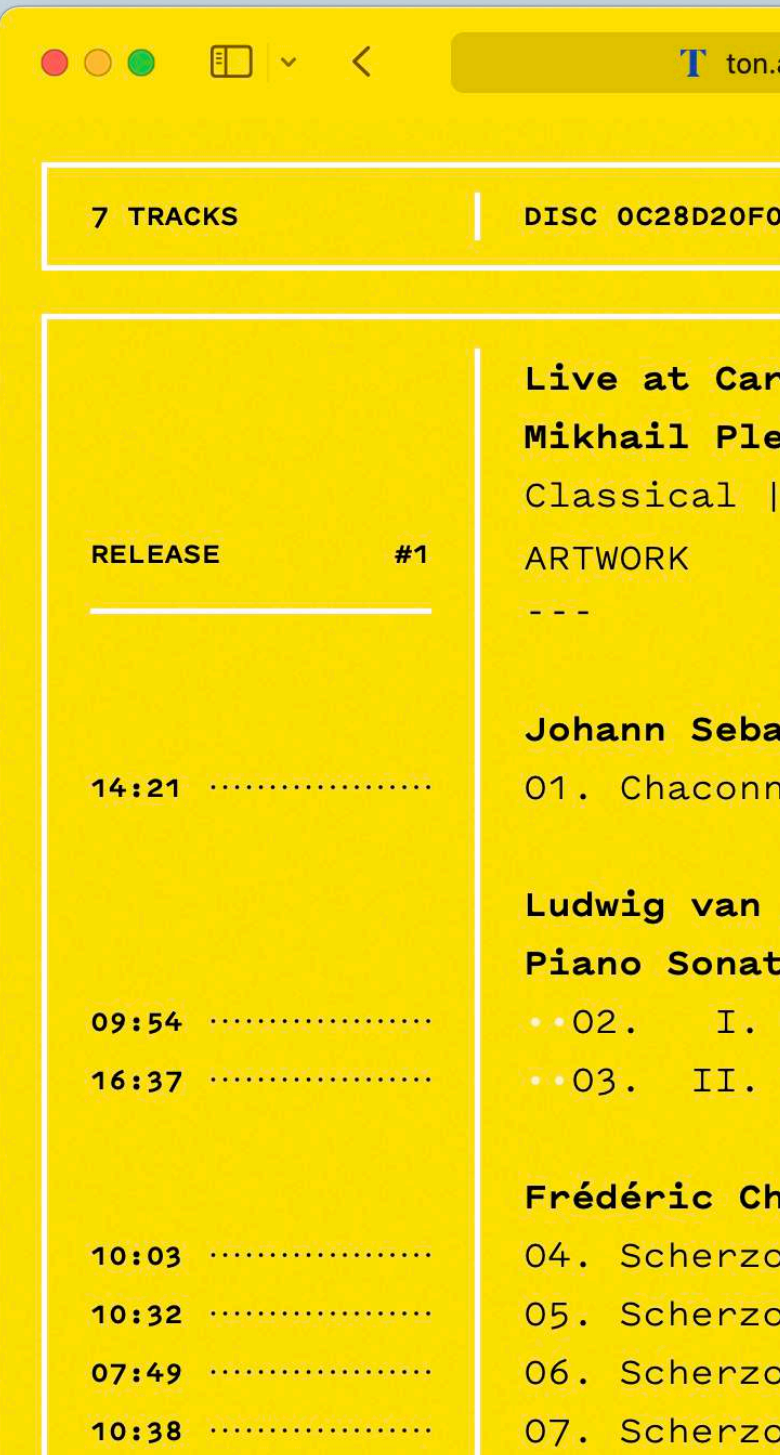 T ton.
7 TRACKS
DISC 0C28D20F0
Live at Car
Mikhail Ple
Classical |
RELEASE #1
ARTWORK
---
Johann Seba
14:21 01. Chaconn
Ludwig van
Piano Sonat
09:54 ··02. I.
16:37 ··03. II.
Frédéric Ch
10:03 04. Scherzo
10:32 05. Scherzo
07:49 06. Scherzo
10:38 07. Scherzo